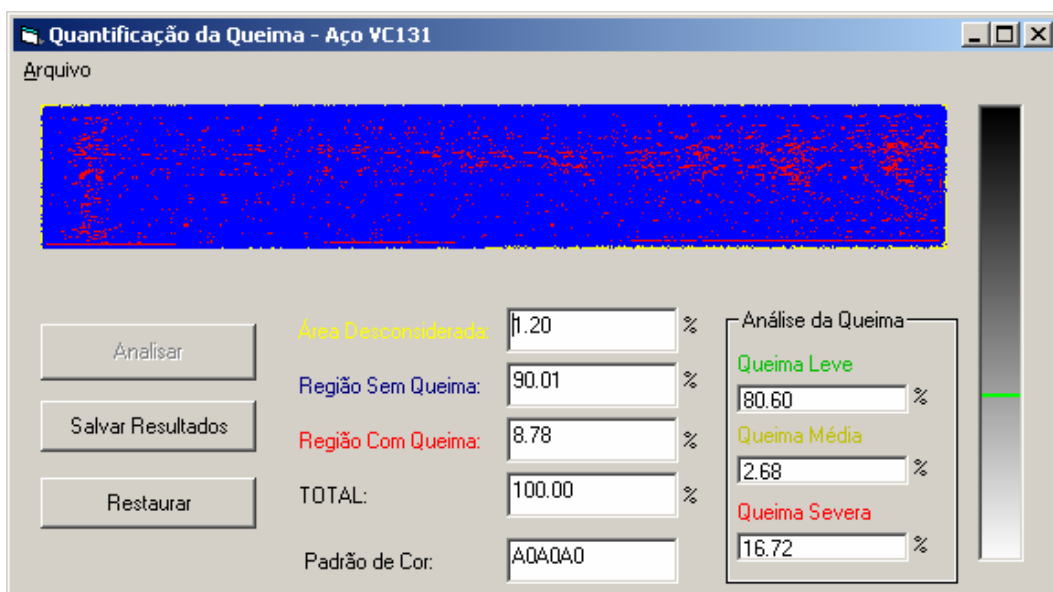 Quantificação da Queima - Aço VC131
Arquivo
Analisar
Salvar Resultados
Restaurar
Área Desconsiderada: 1.20 %
Região Sem Queima: 90.01 %
Região Com Queima: 8.78 %
TOTAL: 100.00 %
Padrão de Cor: A0A0A0
Análise da Queima
Queima Leve
80.60 %
Queima Média
2.68 %
Queima Severa
16.72 %